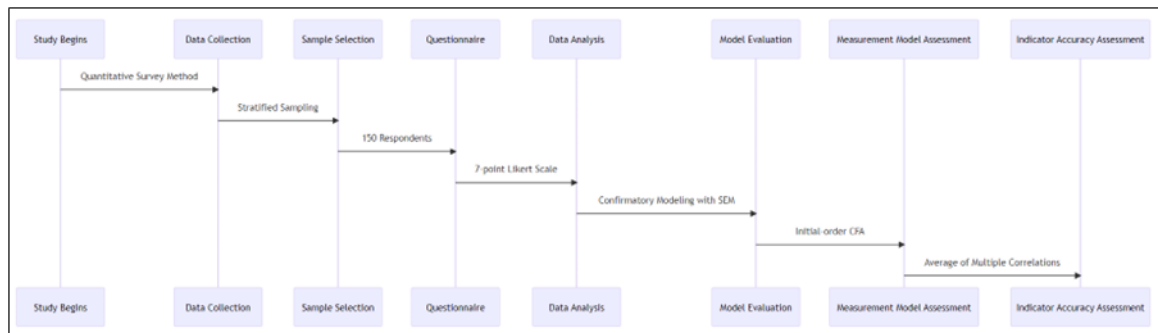 Study Begins
Data Collection
Sample Selection
Questionnaire
Data Analysis
Model Evaluation
Measurement Model Assessment
Indicator Accuracy Assessment
Quantitative Survey Method
Stratified Sampling
150 Respondents
7-point Likert Scale
Confirmatory Modeling with SEM
Initial-order CFA
Average of Multiple Correlations
Study Begins
Data Collection
Sample Selection
Questionnaire
Data Analysis
Model Evaluation
Measurement Model Assessment
Indicator Accuracy Assessment